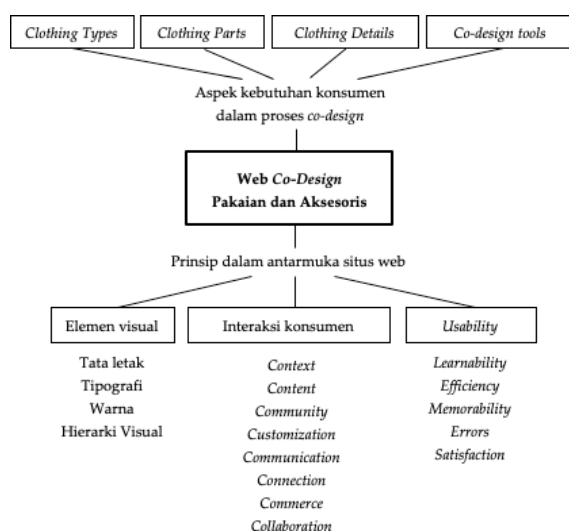 Clothing Types
Clothing Parts
Clothing Details
Co-design tools
Aspek kebutuhan konsumen
dalam proses co-design
Web Co-Design
Pakaian dan Aksesoris
Prinsip dalam antarmuka situs web
Elemen visual
Tata letak
Tipografi
Warna
Hierarki Visual
Interaksi konsumen
Context
Content
Community
Customization
Communication
Connection
Commerce
Collaboration
Usability
Learnability
Efficiency
Memorability
Errors
Satisfaction